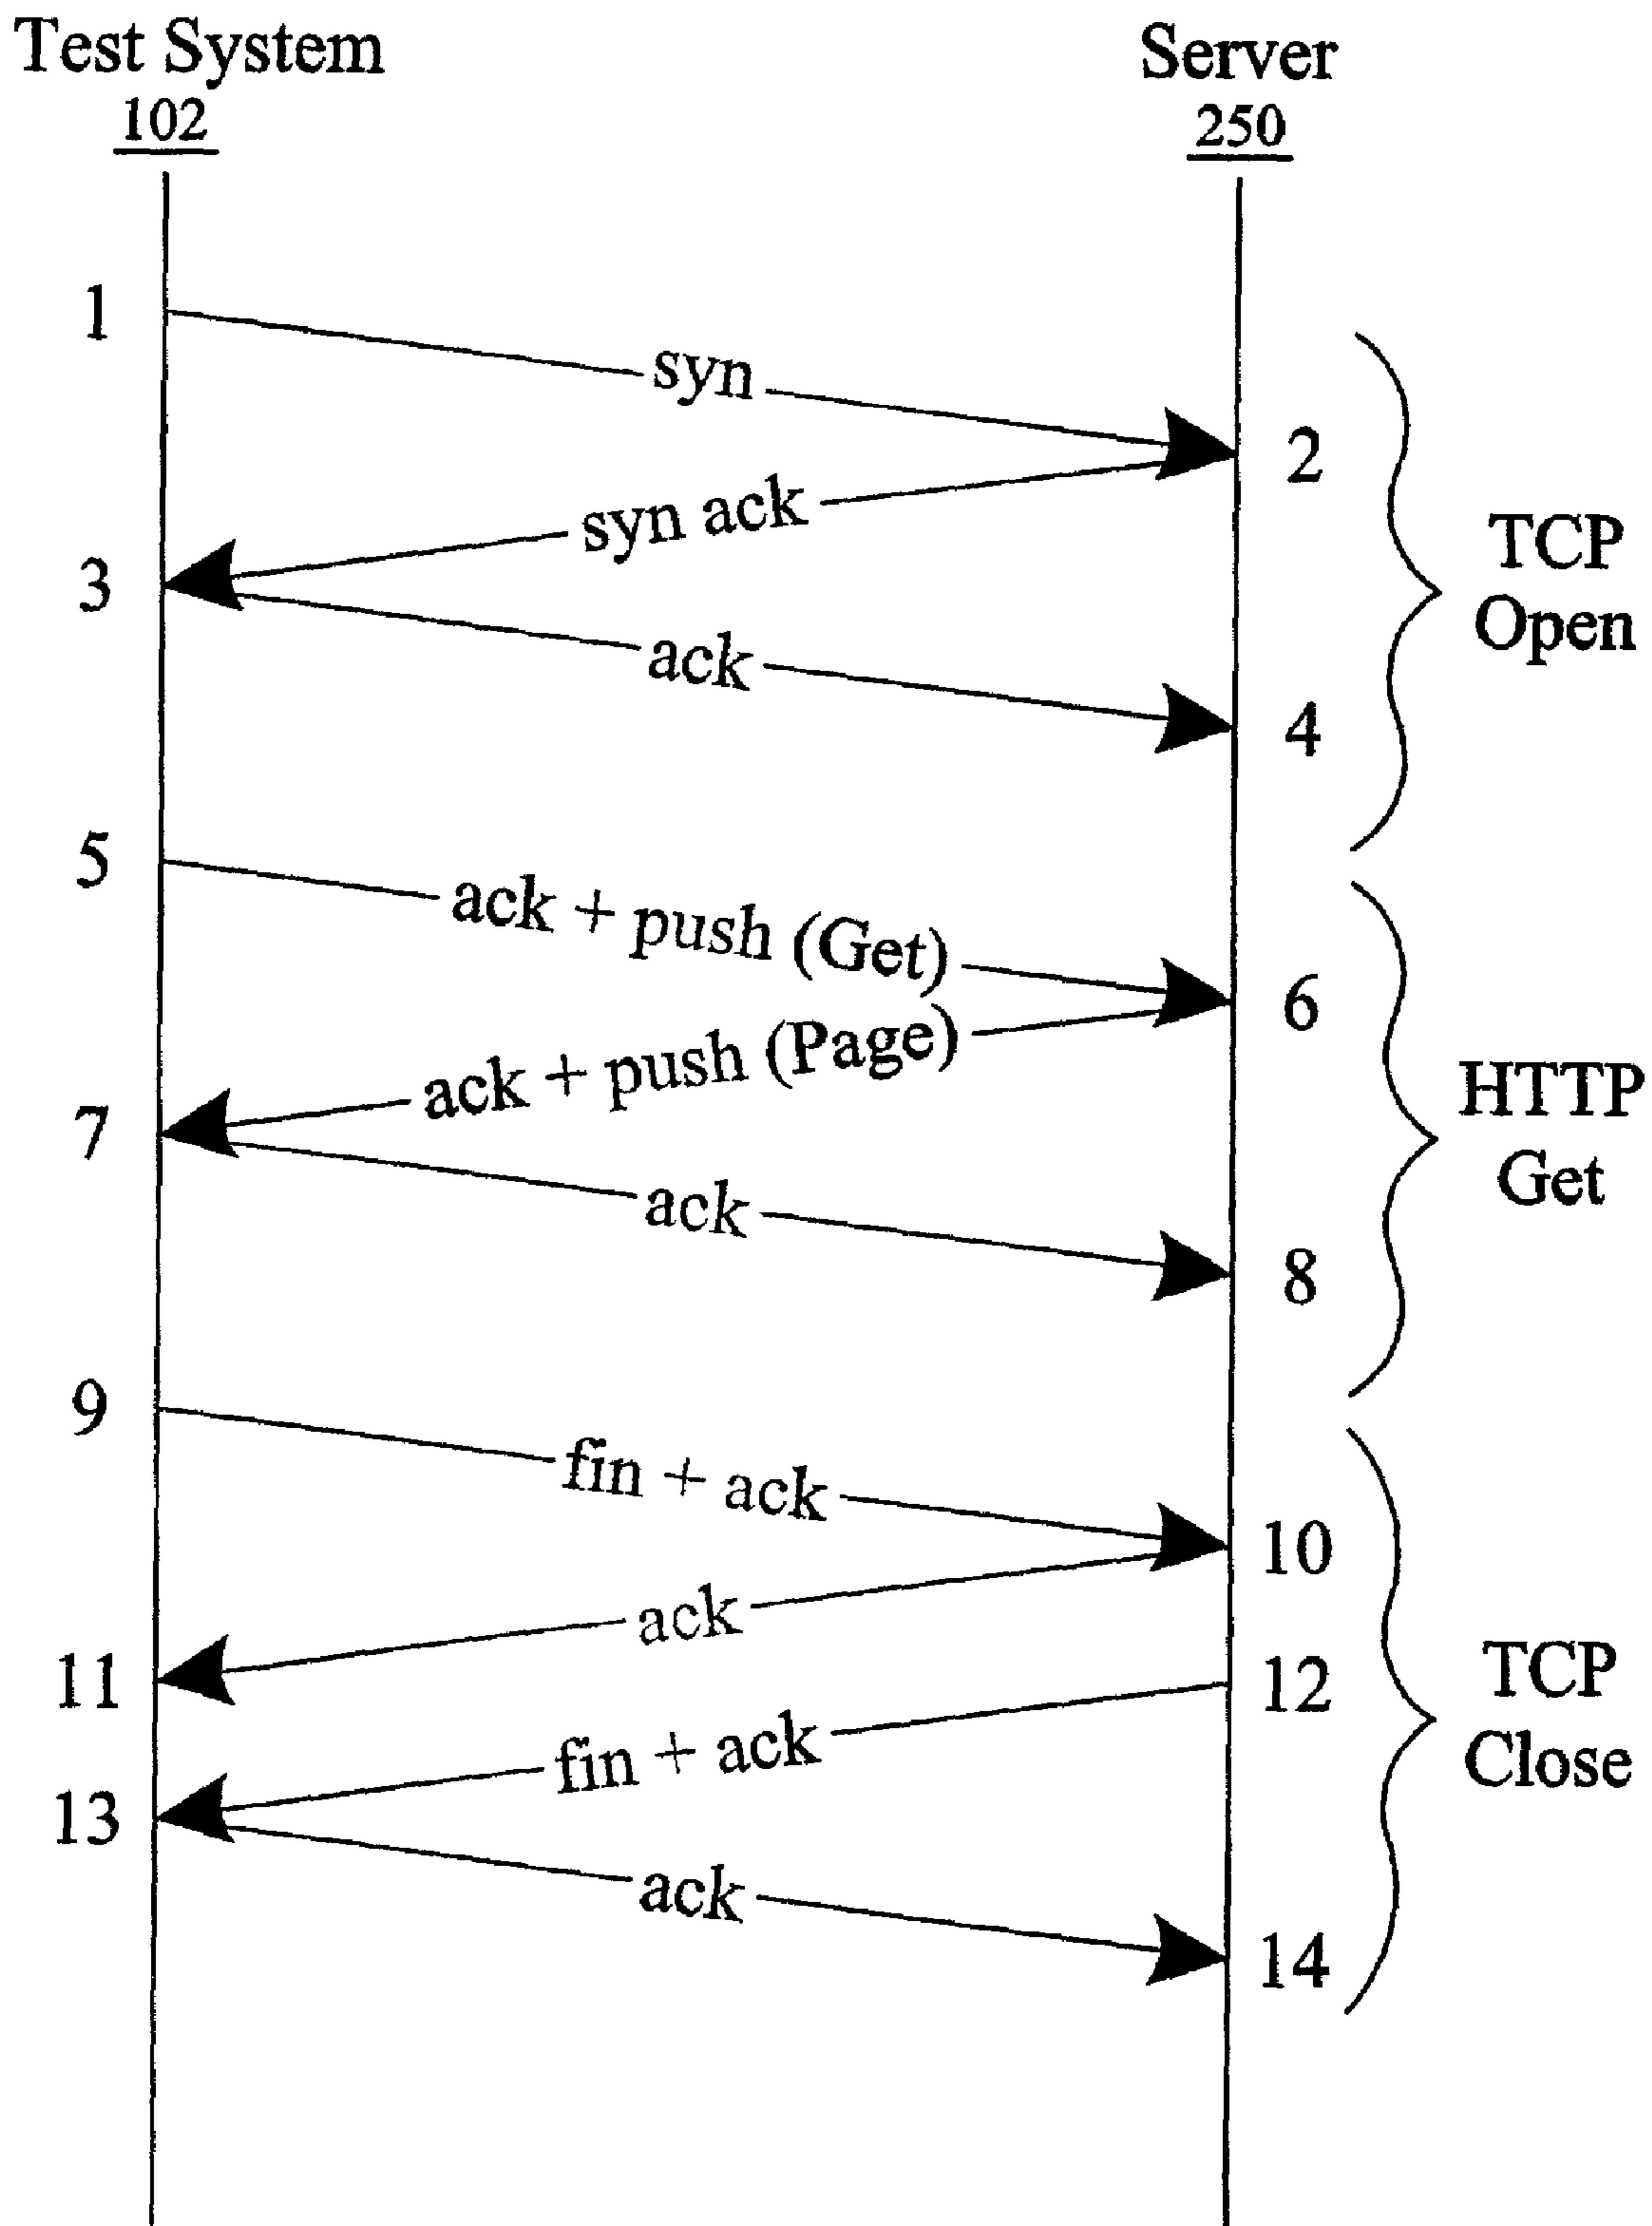 Test System
102
Server
250
1
syn
2
syn ack
3
ack
4
TCP
Open
5
ack + push (Get)
6
ack + push (Page)
7
ack
8
HTTP
Get
9
fin + ack
10
ack
11
12
fin + ack
13
ack
14
TCP
Close